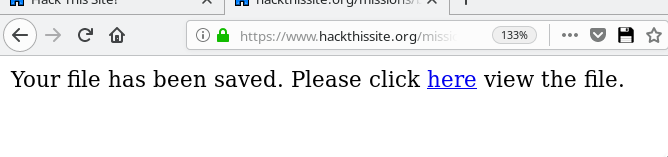 Hack This Site!
hackthissite.org/missions/
https://www.hackthissite.org/missi
133%
Your file has been saved. Please click here view the file.